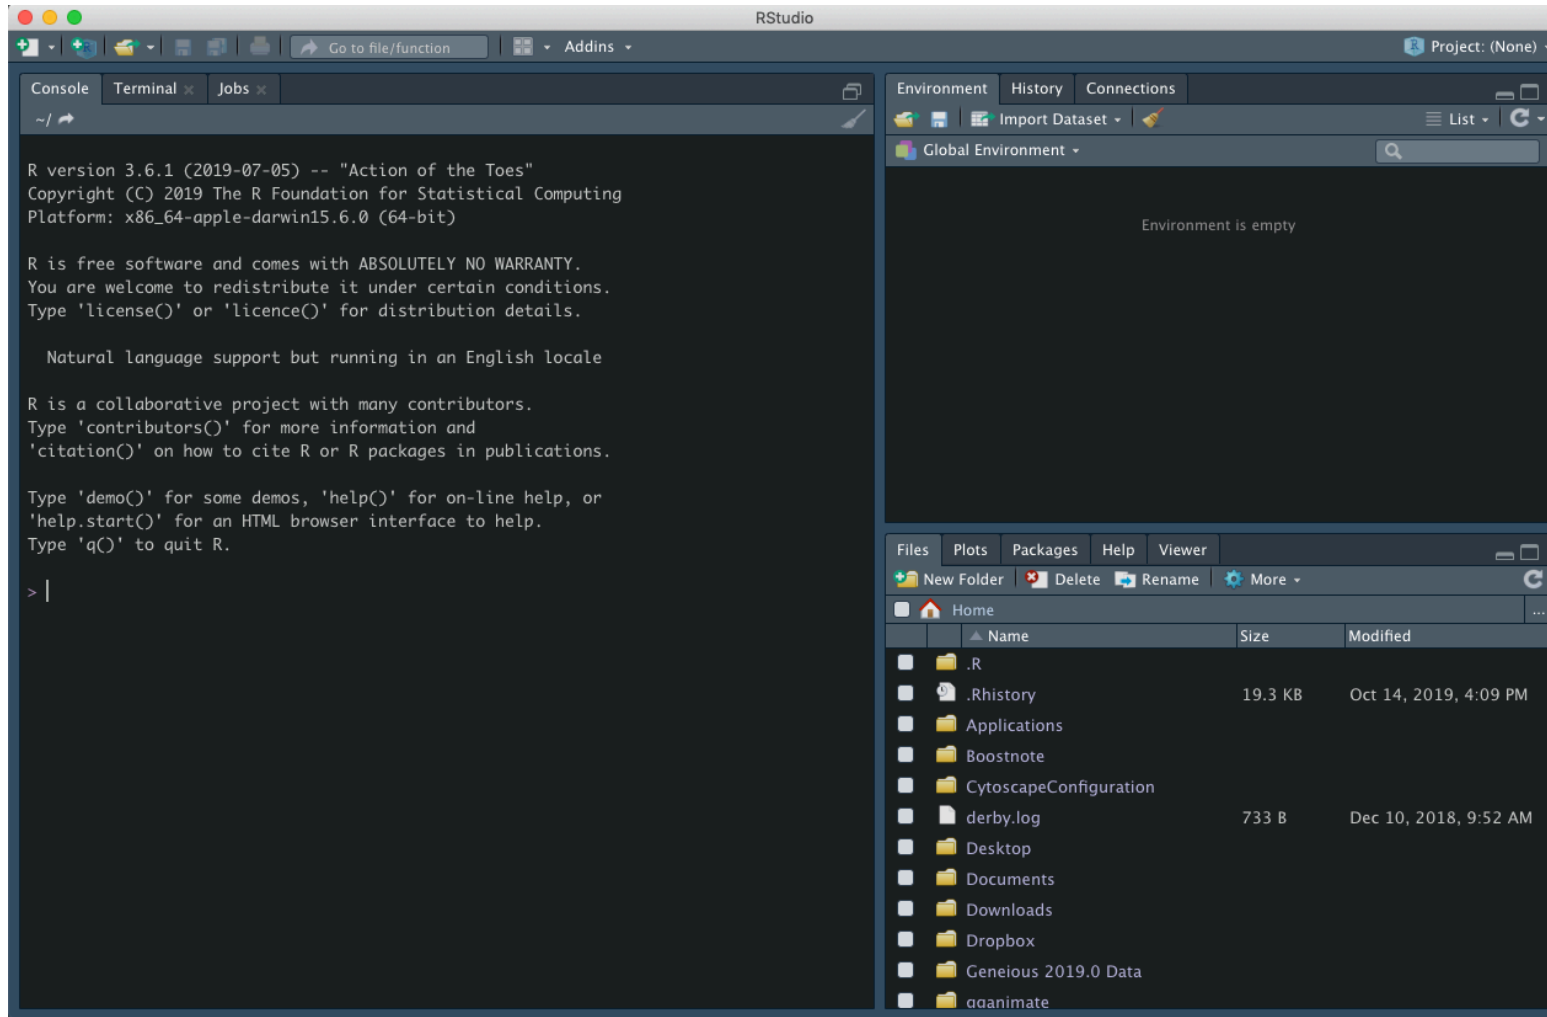 RStudio
Go to file/function
Addins
Project: (None)
Console Terminal Jobs
~/
R version 3.6.1 (2019-07-05) -- "Action of the Toes"
Copyright (C) 2019 The R Foundation for Statistical Computing
Platform: x86_64-apple-darwin15.6.0 (64-bit)
R is free software and comes with ABSOLUTELY NO WARRANTY.
You are welcome to redistribute it under certain conditions.
Type 'license()' or 'licence()' for distribution details.
Natural language support but running in an English locale
R is a collaborative project with many contributors.
Type 'contributors()' for more information and
'citation()' on how to cite R or R packages in publications.
Type 'demo()' for some demos, 'help()' for on-line help, or
'help.start()' for an HTML browser interface to help.
Type 'q()' to quit R.
>
Environment History Connections
Import Dataset List
Global Environment
Environment is empty
Files Plots Packages Help Viewer
New Folder Delete Rename More
Home ...
Name Size Modified
.R
.Rhistory 19.3 KB Oct 14, 2019, 4:09 PM
Applications
Boostnote
CytoscapeConfiguration
derby.log 733 B Dec 10, 2018, 9:52 AM
Desktop
Documents
Downloads
Dropbox
Geneious 2019.0 Data
gganimate